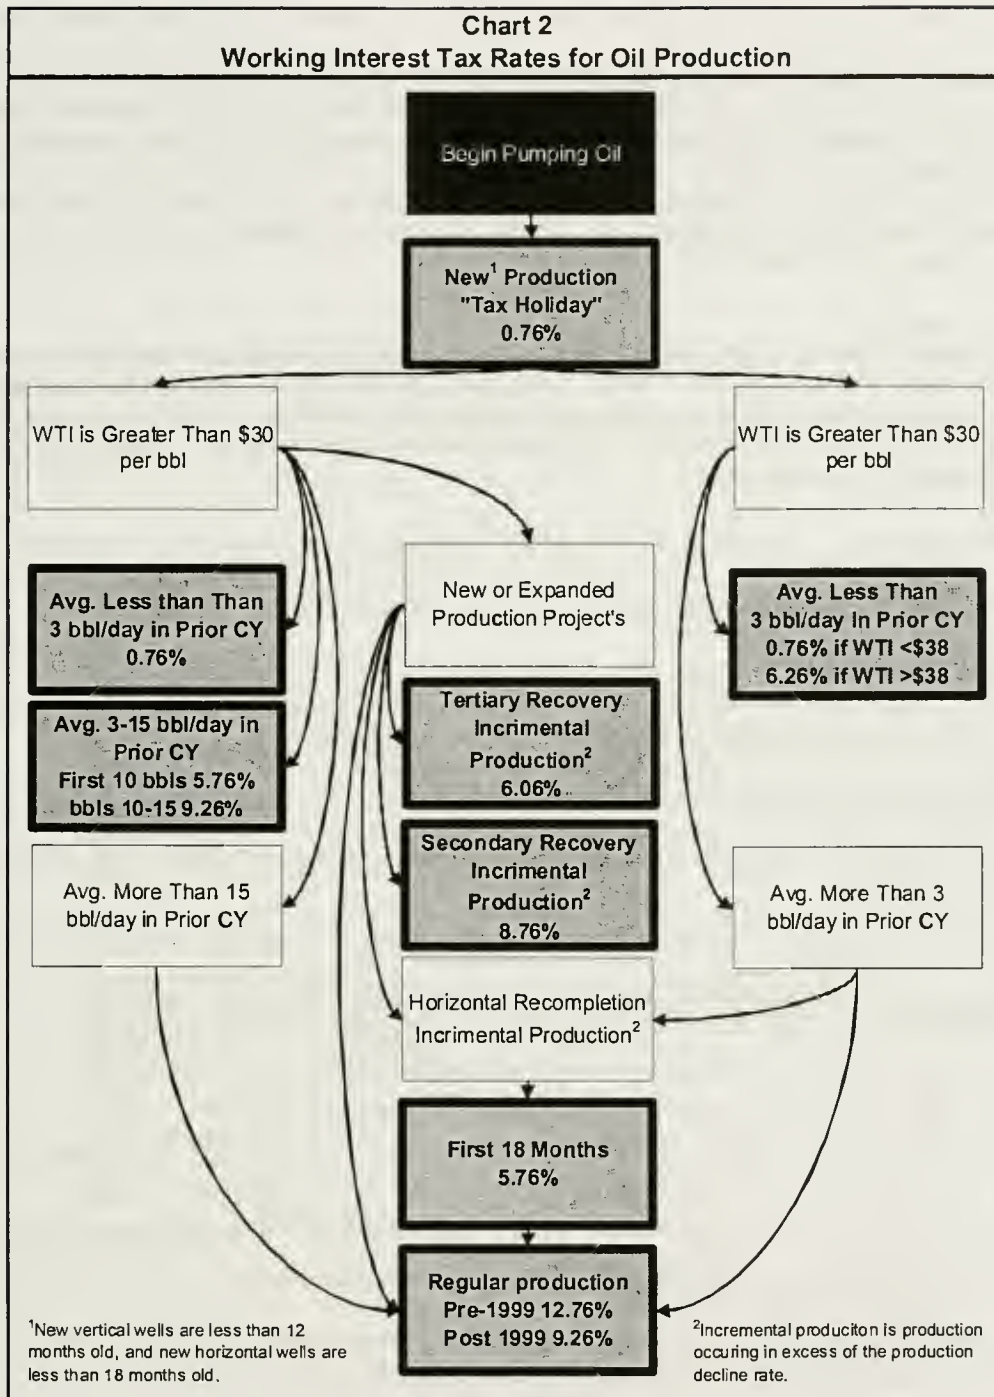 Chart 2
Working Interest Tax Rates for Oil Production
Begin Pumping Oil
New¹ Production
"Tax Holiday"
0.76%
WTI is Greater Than $30
per bbl
WTI is Greater Than $30
per bbl
Avg. Less than Than
3 bbl/day in Prior CY
0.76%
New or Expanded
Production Project's
Avg. Less Than
3 bbl/day in Prior CY
0.76% if WTI <$38
6.26% if WTI >$38
Avg. 3-15 bbl/day in
Prior CY
First 10 bbls 5.76%
bbls 10-15 9.26%
Tertiary Recovery
Incrimental
Production²
6.06%
Secondary Recovery
Incrimental
Production²
8.76%
Avg. More Than 15
bbl/day in Prior CY
Avg. More Than 3
bbl/day in Prior CY
Horizontal Recompletion
Incrimental Production²
First 18 Months
5.76%
Regular production
Pre-1999 12.76%
Post 1999 9.26%
¹New vertical wells are less than 12
months old, and new horizontal wells are
less than 18 months old.
²Incremental produciton is production
occuring in excess of the production
decline rate.